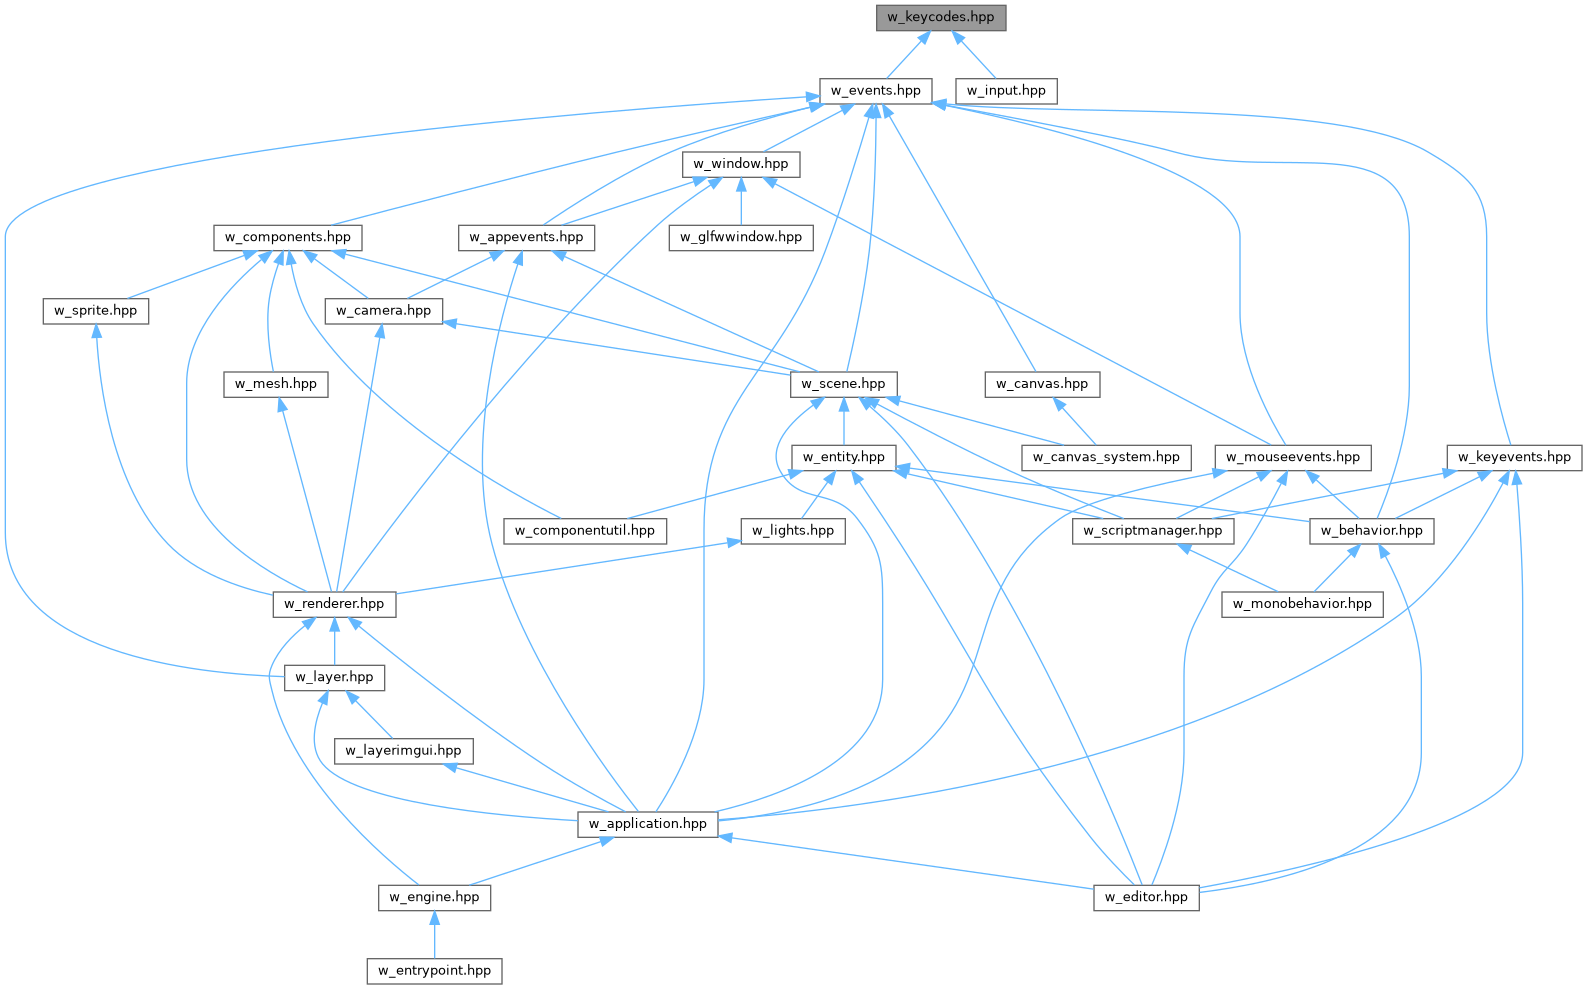 w_keycodes.hpp
w_events.hpp
w_input.hpp
w_window.hpp
w_components.hpp
w_appevents.hpp
w_glfwwindow.hpp
w_sprite.hpp
w_camera.hpp
w_mesh.hpp
w_scene.hpp
w_canvas.hpp
w_entity.hpp
w_canvas_system.hpp
w_mouseevents.hpp
w_keyevents.hpp
w_componentutil.hpp
w_lights.hpp
w_scriptmanager.hpp
w_behavior.hpp
w_renderer.hpp
w_monobehavior.hpp
w_layer.hpp
w_layerimgui.hpp
w_application.hpp
w_engine.hpp
w_editor.hpp
w_entrypoint.hpp